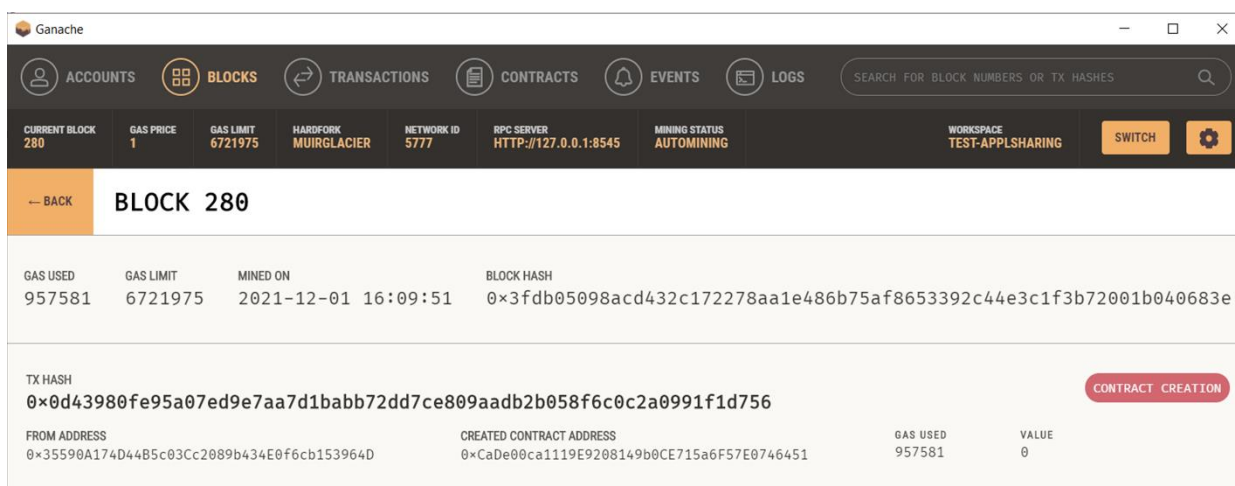 Ganache
ACCOUNTS BLOCKS TRANSACTIONS CONTRACTS EVENTS LOGS SEARCH FOR BLOCK NUMBERS OR TX HASHES
CURRENT BLOCK GAS PRICE GAS LIMIT HARDFORK NETWORK ID RPC SERVER MINING STATUS WORKSPACE
280 1 6721975 MUIRGLACIER 5777 HTTP://127.0.0.1:8545 AUTOMINING TEST-APPLSHARING SWITCH
← BACK BLOCK 280
GAS USED GAS LIMIT MINED ON BLOCK HASH
957581 6721975 2021-12-01 16:09:51 0×3fdb05098acd432c172278aa1e486b75af8653392c44e3c1f3b72001b040683e
TX HASH
0×0d43980fe95a07ed9e7aa7d1babb72dd7ce809aadb2b058f6c0c2a0991f1d756 CONTRACT CREATION
FROM ADDRESS CREATED CONTRACT ADDRESS GAS USED VALUE
0×35590A174D44B5c03Cc2089b434E0f6cb153964D 0×CaDe00ca1119E9208149b0CE715a6F57E0746451 957581 0